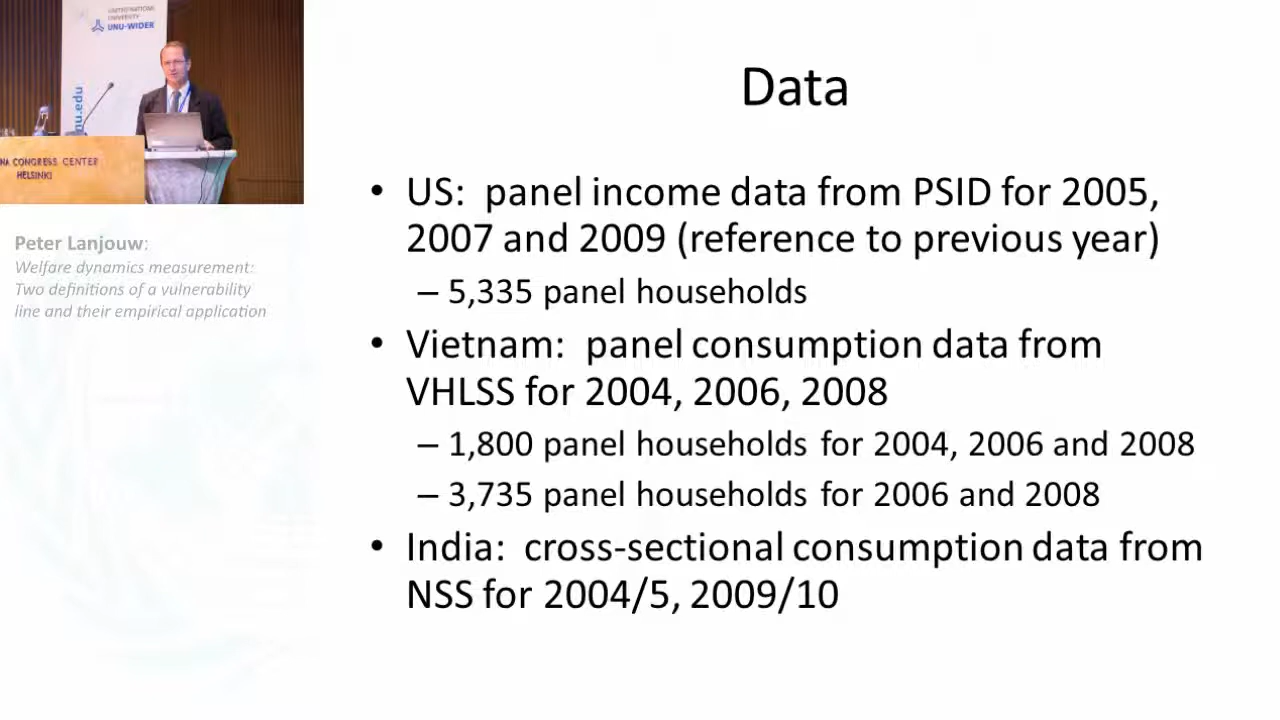 UNITED NATIONS
UNIVERSITY
UNU-WIDER
nu.edu
NA CONGRESS CENTER
HELSINKI
Peter Lanjouw:
Welfare dynamics measurement:
Two definitions of a vulnerability
line and their empirical application
Data
• US: panel income data from PSID for 2005,
2007 and 2009 (reference to previous year)
– 5,335 panel households
• Vietnam: panel consumption data from
VHLSS for 2004, 2006, 2008
– 1,800 panel households for 2004, 2006 and 2008
– 3,735 panel households for 2006 and 2008
• India: cross-sectional consumption data from
NSS for 2004/5, 2009/10